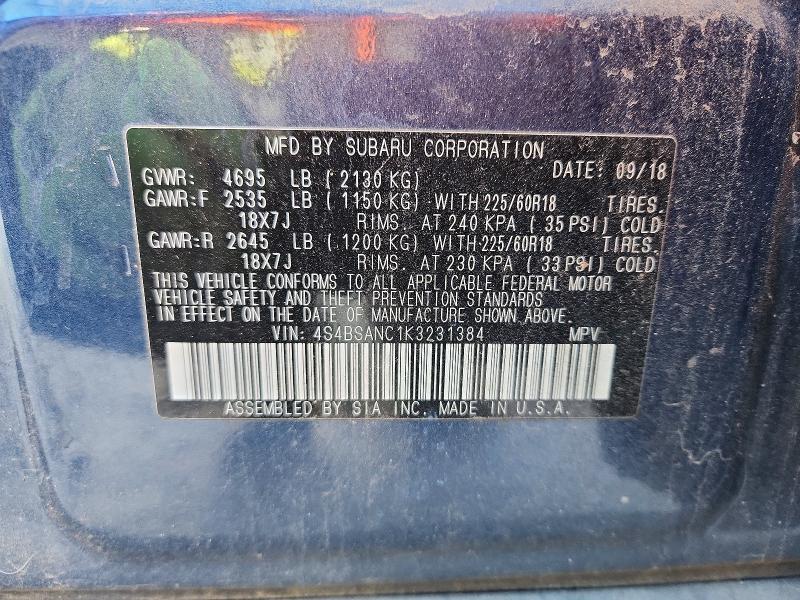 MFD BY SUBARU CORPORATION
GVWR: 4695 LB ( 2130 KG) DATE: 09/18
GAWR:F 2535 LB ( 1150 KG) WITH 225/60R18 TIRES.
18X7J RIMS. AT 240 KPA ( 35 PSI) COLD
GAWR:R 2645 LB ( 1200 KG) WITH 225/60R18 TIRES.
18X7J RIMS. AT 230 KPA ( 33 PSI) COLD
THIS VEHICLE CONFORMS TO ALL APPLICABLE FEDERAL MOTOR
VEHICLE SAFETY AND THEFT PREVENTION STANDARDS
IN EFFECT ON THE DATE OF MANUFACTURE SHOWN ABOVE.
VIN: 4S4BSANC1K3231384 MPV
ASSEMBLED BY SIA INC. MADE IN U.S.A.